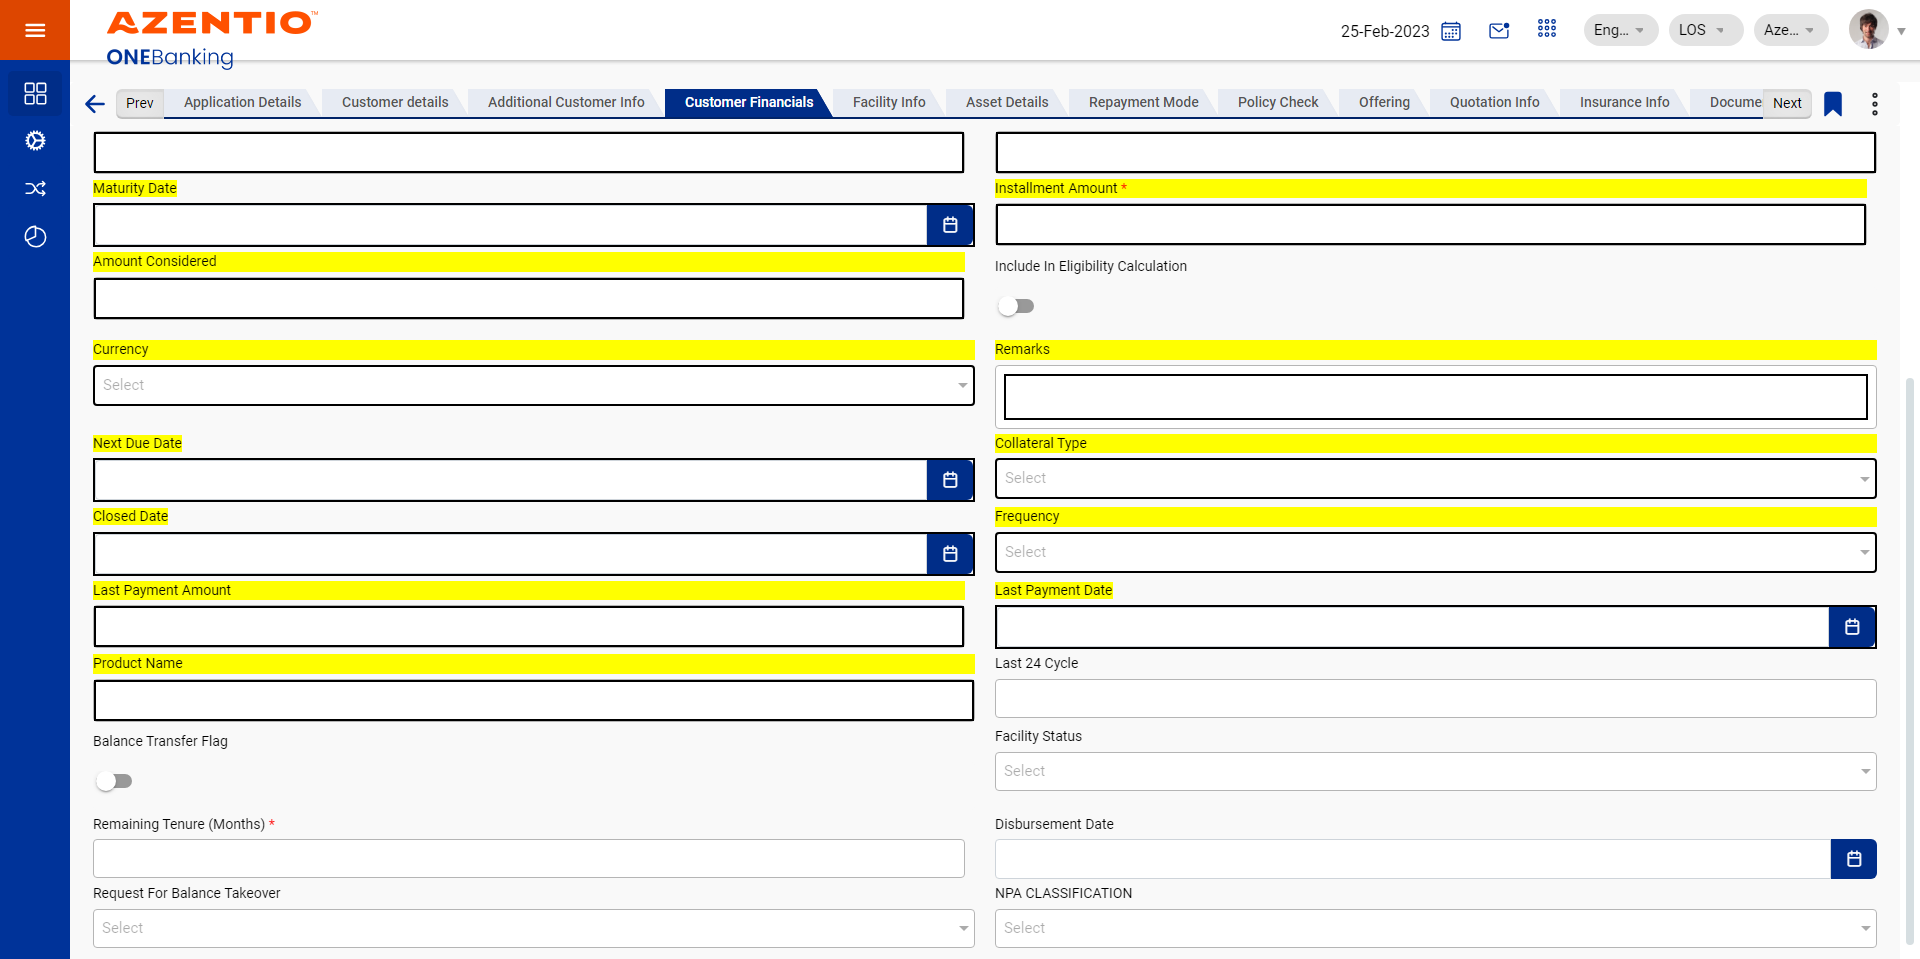 AZENTIO™
ONEBanking
25-Feb-2023
Eng...
LOS
Aze...
Prev
Application Details
Customer details
Additional Customer Info
Customer Financials
Facility Info
Asset Details
Repayment Mode
Policy Check
Offering
Quotation Info
Insurance Info
Docume
Next
Maturity Date
Installment Amount *
Amount Considered
Include In Eligibility Calculation
Currency
Remarks
Select
Next Due Date
Collateral Type
Select
Closed Date
Frequency
Select
Last Payment Amount
Last Payment Date
Product Name
Last 24 Cycle
Balance Transfer Flag
Facility Status
Select
Remaining Tenure (Months) *
Disbursement Date
Request For Balance Takeover
NPA CLASSIFICATION
Select
Select